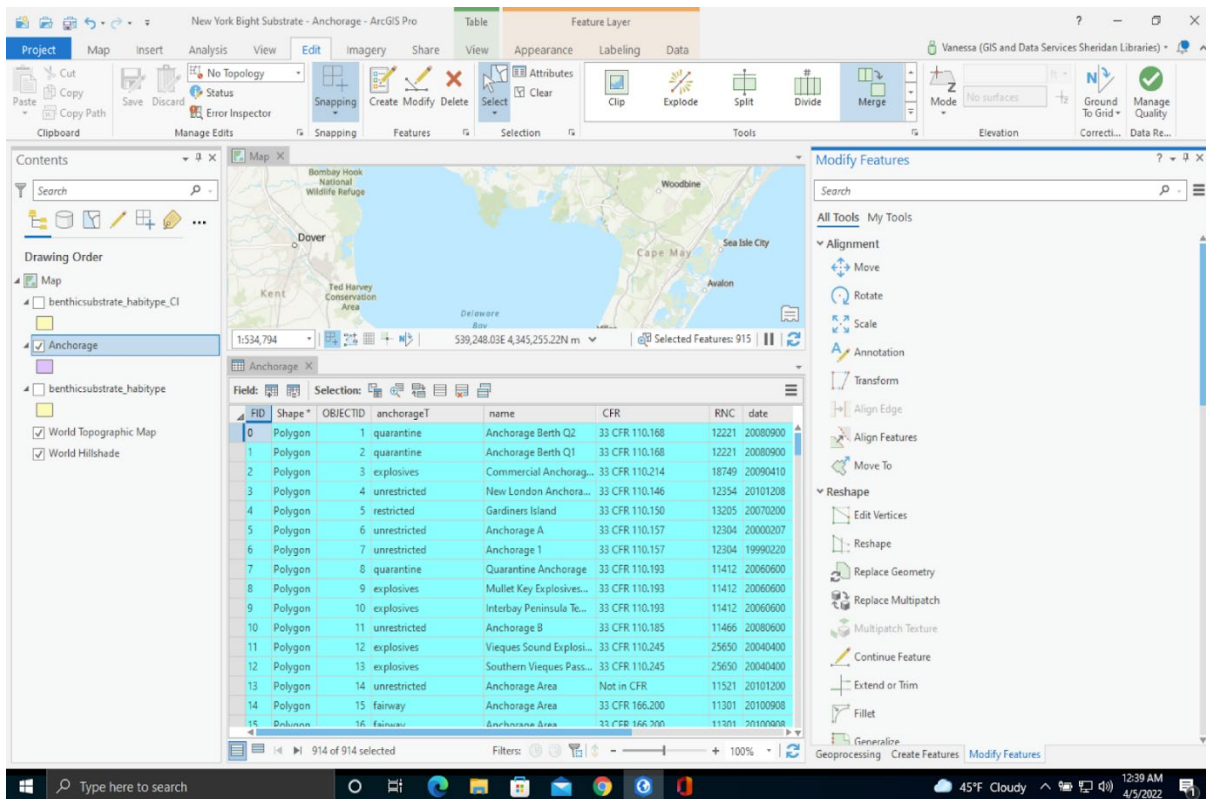 New York Bight Substrate - Anchorage - ArcGIS Pro
Table
Feature Layer
?
Project Map Insert Analysis View Edit Imagery Share View Appearance Labeling Data
Vanessa (GIS and Data Services Sheridan Libraries)
Paste
Cut
Copy
Copy Path
Clipboard
Save Discard
No Topology
Status
Error Inspector
Manage Edits
Snapping
Snapping
Create Modify Delete
Features
Select
Attributes
Clear
Selection
Clip Explode Split Divide Merge
Tools
Mode
No surfaces
Elevation
Ground To Grid
Correcti...
Manage Quality
Data Re...
Contents
Search
Drawing Order
Map
benthicsubstrate_habitype_CI
Anchorage
benthicsubstrate_habitype
World Topographic Map
World Hillshade
Map
Bombay Hook
National
Wildlife Refuge
Woodbine
Dover
Sea Isle City
Cape May
Kent
Ted Harvey
Conservation
Area
Avalon
Delaware
Bay
1:534,794
539,248.03E 4,345,255.22N m
Selected Features: 915
Anchorage
Field: Selection:
FID Shape * OBJECTID anchorageT name CFR RNC date
0 Polygon 1 quarantine Anchorage Berth Q2 33 CFR 110.168 12221 20080900
1 Polygon 2 quarantine Anchorage Berth Q1 33 CFR 110.168 12221 20080900
2 Polygon 3 explosives Commercial Anchorag... 33 CFR 110.214 18749 20090410
3 Polygon 4 unrestricted New London Anchora... 33 CFR 110.146 12354 20101208
4 Polygon 5 restricted Gardiners Island 33 CFR 110.150 13205 20070200
5 Polygon 6 unrestricted Anchorage A 33 CFR 110.157 12304 20000207
6 Polygon 7 unrestricted Anchorage 1 33 CFR 110.157 12304 19990220
7 Polygon 8 quarantine Quarantine Anchorage 33 CFR 110.193 11412 20060600
8 Polygon 9 explosives Mullet Key Explosives... 33 CFR 110.193 11412 20060600
9 Polygon 10 explosives Interbay Peninsula Te... 33 CFR 110.193 11412 20060600
10 Polygon 11 unrestricted Anchorage B 33 CFR 110.185 11466 20080600
11 Polygon 12 explosives Vieques Sound Explosi... 33 CFR 110.245 25650 20040400
12 Polygon 13 explosives Southern Vieques Pass... 33 CFR 110.245 25650 20040400
13 Polygon 14 unrestricted Anchorage Area Not in CFR 11521 20101200
14 Polygon 15 fairway Anchorage Area 33 CFR 166.200 11301 20100908
15 Polygon 16 fairway Anchorage Area 33 CFR 166.200 11301 20100908
914 of 914 selected
Filters:
100%
Modify Features
?
Search
All Tools My Tools
Alignment
Move
Rotate
Scale
Annotation
Transform
Align Edge
Align Features
Move To
Reshape
Edit Vertices
Reshape
Replace Geometry
Replace Multipatch
Multipatch Texture
Continue Feature
Extend or Trim
Fillet
Generalize
Geoprocessing Create Features Modify Features
Type here to search
45°F Cloudy
12:39 AM
4/5/2022